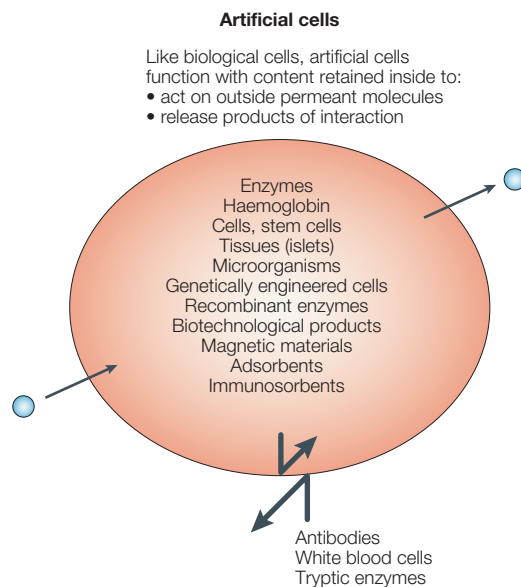 Artificial cells
Like biological cells, artificial cells
function with content retained inside to:
• act on outside permeant molecules
• release products of interaction
Enzymes
Haemoglobin
Cells, stem cells
Tissues (islets)
Microorganisms
Genetically engineered cells
Recombinant enzymes
Biotechnological products
Magnetic materials
Adsorbents
Immunosorbents
Antibodies
White blood cells
Tryptic enzymes